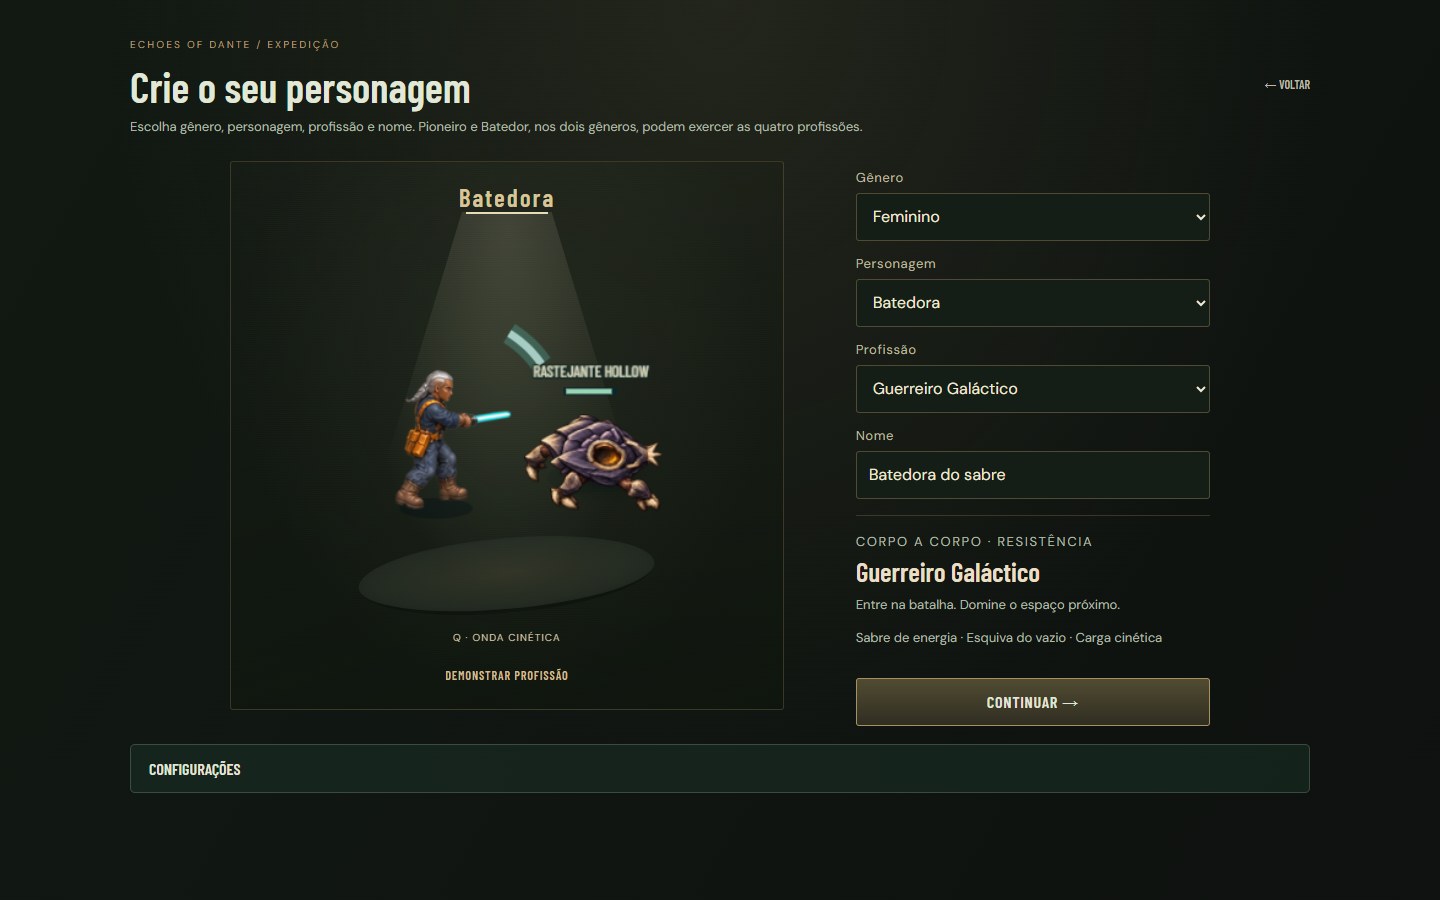 ECHOES OF DANTE / EXPEDIÇÃO
Crie o seu personagem
← VOLTAR
Escolha gênero, personagem, profissão e nome. Pioneiro e Batedor, nos dois gêneros, podem exercer as quatro profissões.
Batedora
RASTEJANTE HOLLOW
Q · ONDA CINÉTICA
DEMONSTRAR PROFISSÃO
Gênero
Feminino
Personagem
Batedora
Profissão
Guerreiro Galáctico
Nome
Batedora do sabre
CORPO A CORPO · RESISTÊNCIA
Guerreiro Galáctico
Entre na batalha. Domine o espaço próximo.
Sabre de energia · Esquiva do vazio · Carga cinética
CONTINUAR →
CONFIGURAÇÕES